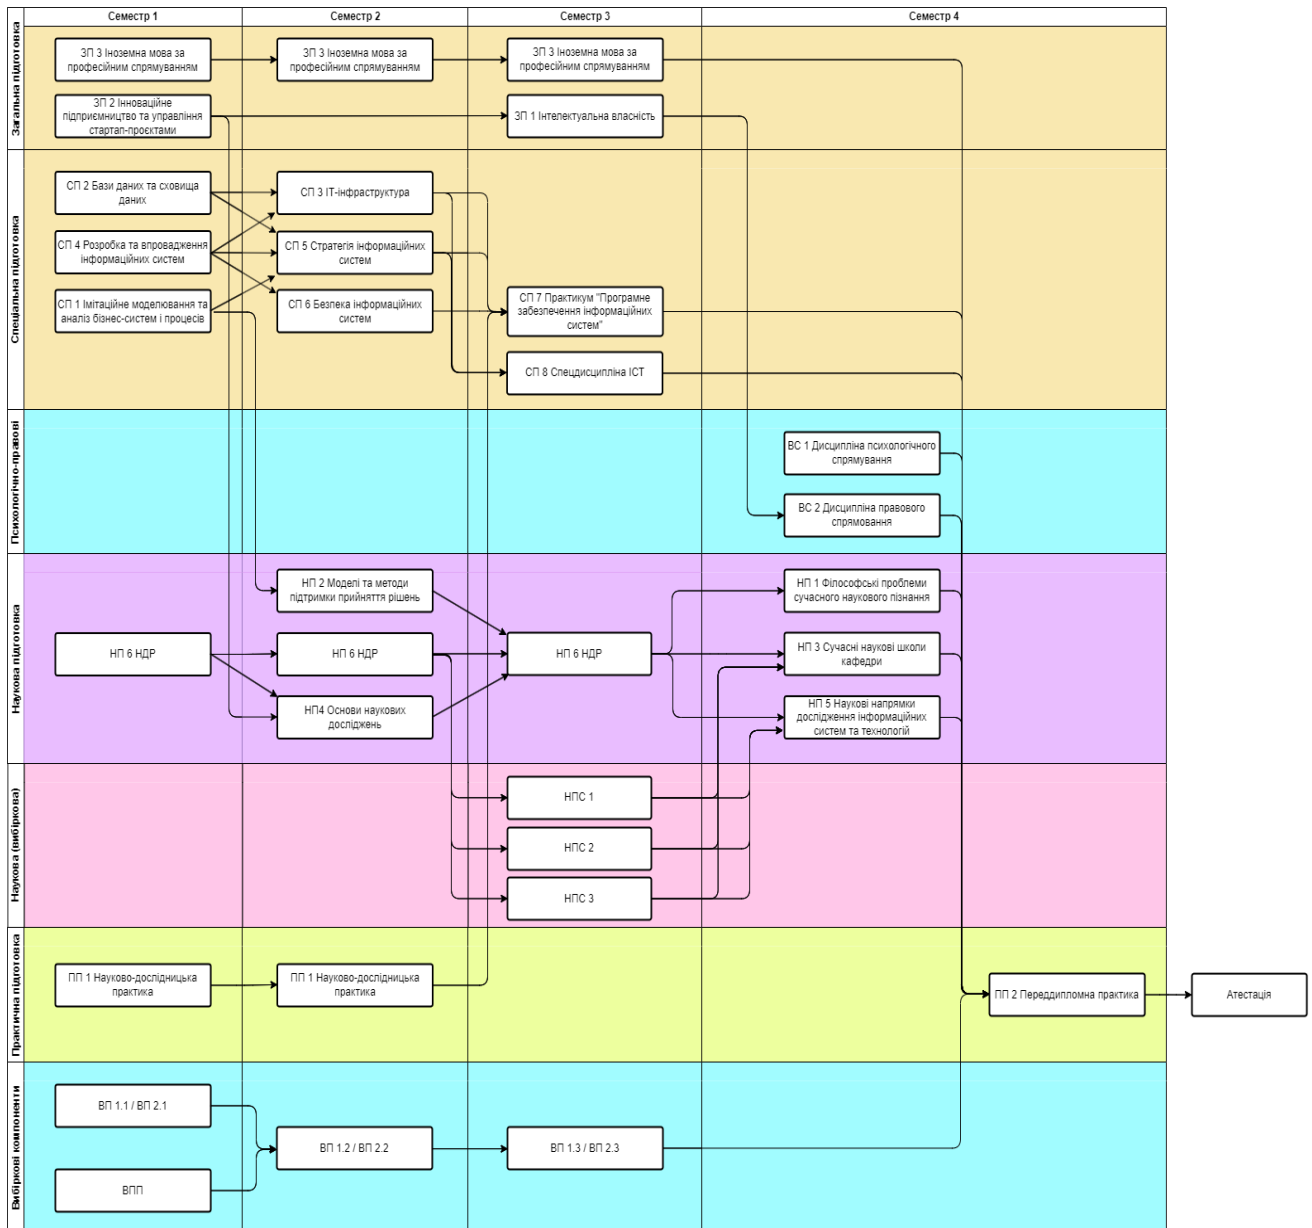 Семестр 1
Семестр 2
Семестр 3
Семестр 4
Загальна підготовка
ЗП 3 Іноземна мова за
професійним спрямуванням
ЗП 3 Іноземна мова за
професійним спрямуванням
ЗП 3 Іноземна мова за
професійним спрямуванням
ЗП 2 Інноваційне
підприємництво та управління
стартап-проєктами
ЗП 1 Інтелектуальна власність
Спеціальна підготовка
СП 2 Бази даних та сховища
даних
СП 3 ІТ-інфраструктура
СП 4 Розробка та впровадження
інформаційних систем
СП 5 Стратегія інформаційних
систем
СП 1 Імітаційне моделювання та
аналіз бізнес-систем і процесів
СП 6 Безпека інформаційних
систем
СП 7 Практикум "Програмне
забезпечення інформаційних
систем"
СП 8 Спецдисципліна ІСТ
Психологічно-правові
ВС 1 Дисципліна психологічного
спрямування
ВС 2 Дисципліна правового
спрямовання
Наукова підготовка
НП 2 Моделі та методи
підтримки прийняття рішень
НП 1 Філософські проблеми
сучасного наукового пізнання
НП 6 НДР
НП 6 НДР
НП 6 НДР
НП 3 Сучасні наукові школи
кафедри
НП4 Основи наукових
досліджень
НП 5 Наукові напрямки
дослідження інформаційних
систем та технологій
Наукова (вибіркова)
НПС 1
НПС 2
НПС 3
Практична підготовка
ПП 1 Науково-дослідницька
практика
ПП 1 Науково-дослідницька
практика
ПП 2 Переддипломна практика
Атестація
Вибіркові компоненти
ВП 1.1 / ВП 2.1
ВП 1.2 / ВП 2.2
ВП 1.3 / ВП 2.3
ВПП